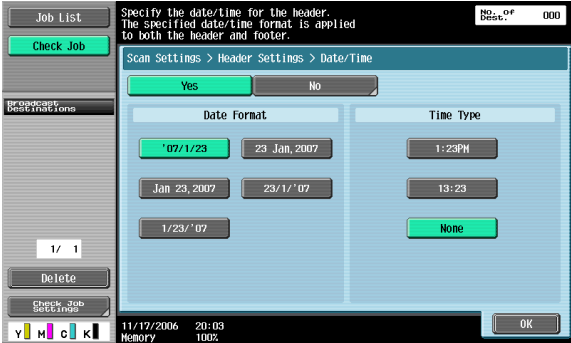 Job List
Check Job
Broadcast
Destinations
1/ 1
Delete
Check Job
Settings
Y M C K
Specify the date/time for the header.
The specified date/time format is applied
to both the header and footer.
No. of
Dest.
000
Scan Settings > Header Settings > Date/Time
Yes
No
Date Format
'07/1/23
23 Jan,2007
Jan 23,2007
23/1/'07
1/23/'07
Time Type
1:23PM
13:23
None
11/17/2006 20:03
Memory 100%
OK